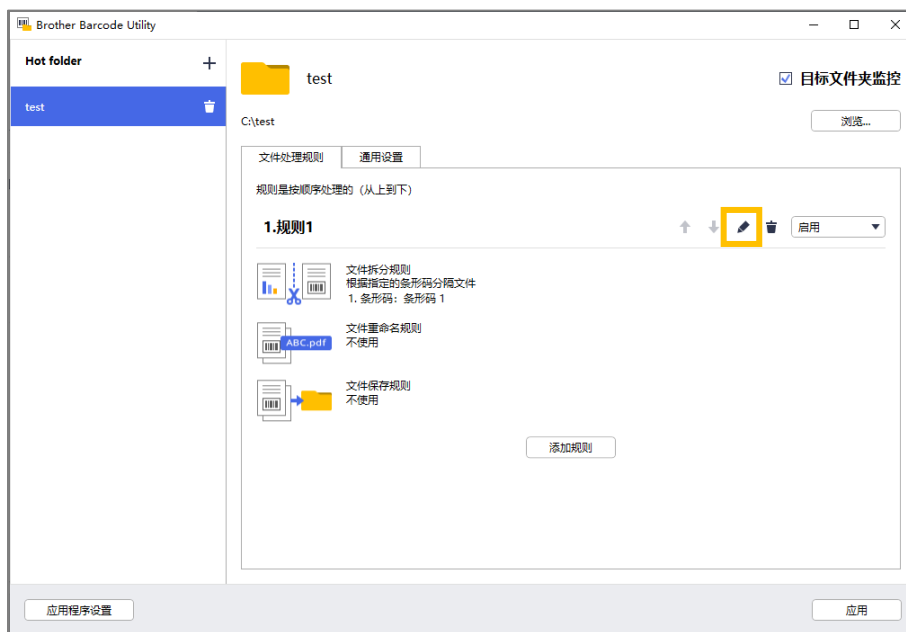 Brother Barcode Utility
Hot folder
test
test
目标文件夹监控
C:\test
浏览...
文件处理规则
通用设置
规则是按顺序处理的（从上到下）
1.规则1
启用
文件拆分规则
根据指定的条形码分隔文件
1. 条形码：条形码 1
文件重命名规则
不使用
ABC.pdf
文件保存规则
不使用
添加规则
应用程序设置
应用